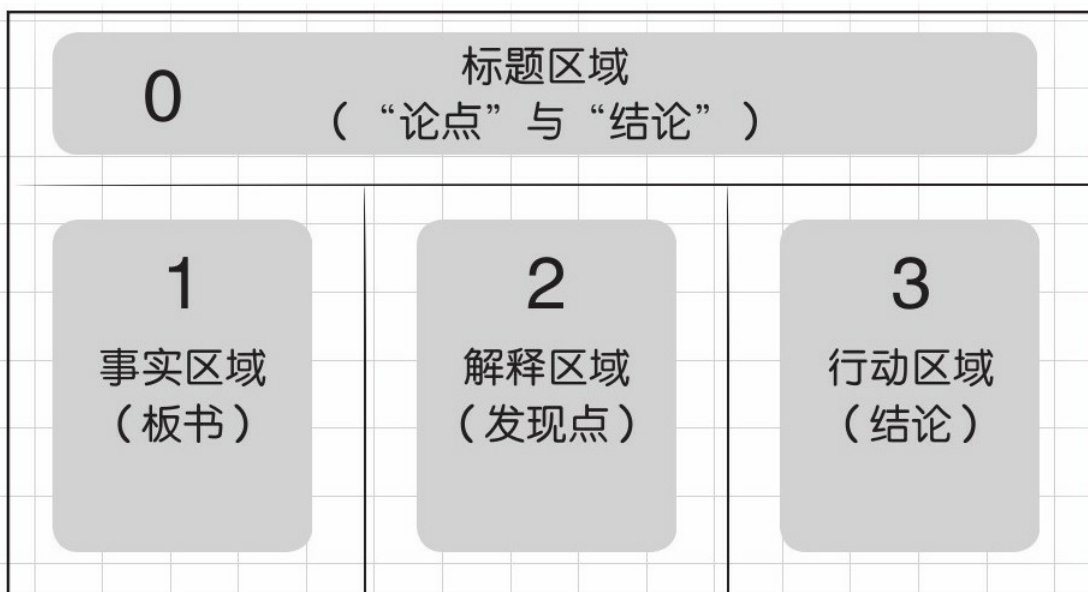 0
标题区域
（“论点”与“结论”）
1
事实区域
（板书）
2
解释区域
（发现点）
3
行动区域
（结论）